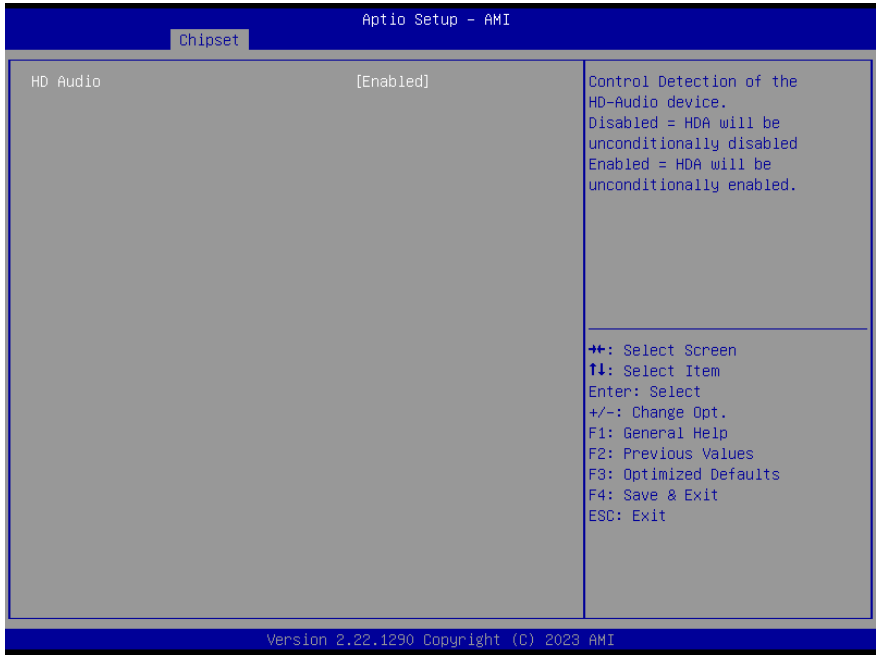 Aptio Setup – AMI
Chipset
HD Audio [Enabled]
Control Detection of the
HD-Audio device.
Disabled = HDA will be
unconditionally disabled
Enabled = HDA will be
unconditionally enabled.
→←: Select Screen
↑↓: Select Item
Enter: Select
+/-: Change Opt.
F1: General Help
F2: Previous Values
F3: Optimized Defaults
F4: Save & Exit
ESC: Exit
Version 2.22.1290 Copyright (C) 2023 AMI